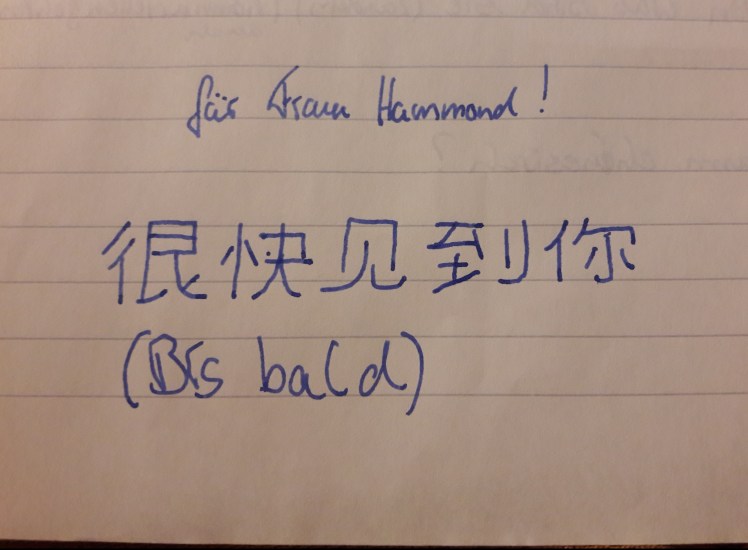 für Frau Hammond!
很快见到你
(Bis bald)